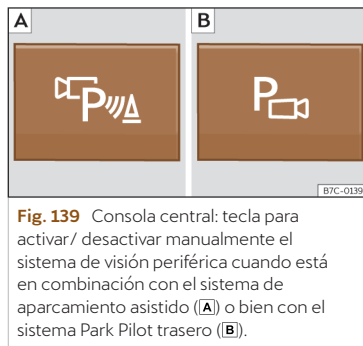 A B
P P
B7C-0139
Fig. 139 Consola central: tecla para
activar/ desactivar manualmente el
sistema de visión periférica cuando está
en combinación con el sistema de
aparcamiento asistido (A) o bien con el
sistema Park Pilot trasero (B).